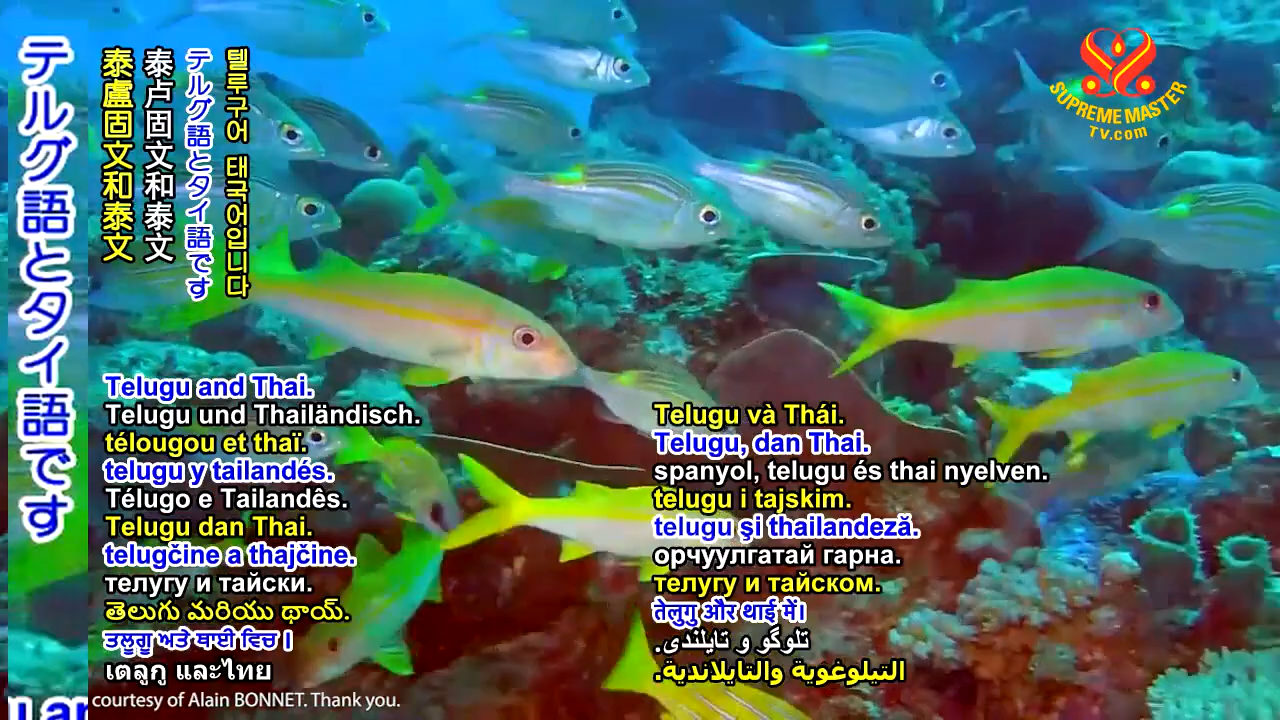 テルグ語とタイ語です
泰盧固文和泰文
泰卢固文和泰文
テルグ語とタイ語です
텔루구어 태국어입니다
SUPREME MASTER
TV.com
Telugu and Thai.
Telugu und Thailändisch.
télougou et thaï.
telugu y tailandés.
Télugo e Tailandês.
Telugu dan Thai.
telugčine a thajčine.
телугу и тайски.
తెలుగు మరియు థాయ్.
ਤਲੂਗੂ ਅਤੇ ਥਾਈ ਵਿਚ।
เตลูกู และไทย
Telugu và Thái.
Telugu, dan Thai.
spanyol, telugu és thai nyelven.
telugu i tajskim.
telugu şi thailandeză.
орчуулгатай гарна.
телугу и тайском.
तेलुगु और थाई में।
تلوگو و تایلندی.
التيلوغوية والتايلاندية.
courtesy of Alain BONNET. Thank you.